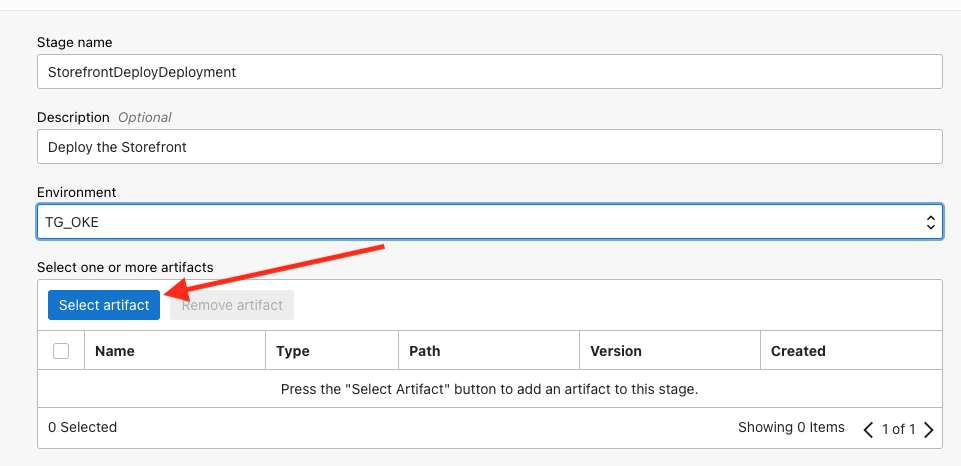 Stage name
StorefrontDeployDeployment
Description Optional
Deploy the Storefront
Environment
TG_OKE
Select one or more artifacts
Select artifact Remove artifact
Name Type Path Version Created
Press the "Select Artifact" button to add an artifact to this stage.
0 Selected Showing 0 Items 1 of 1